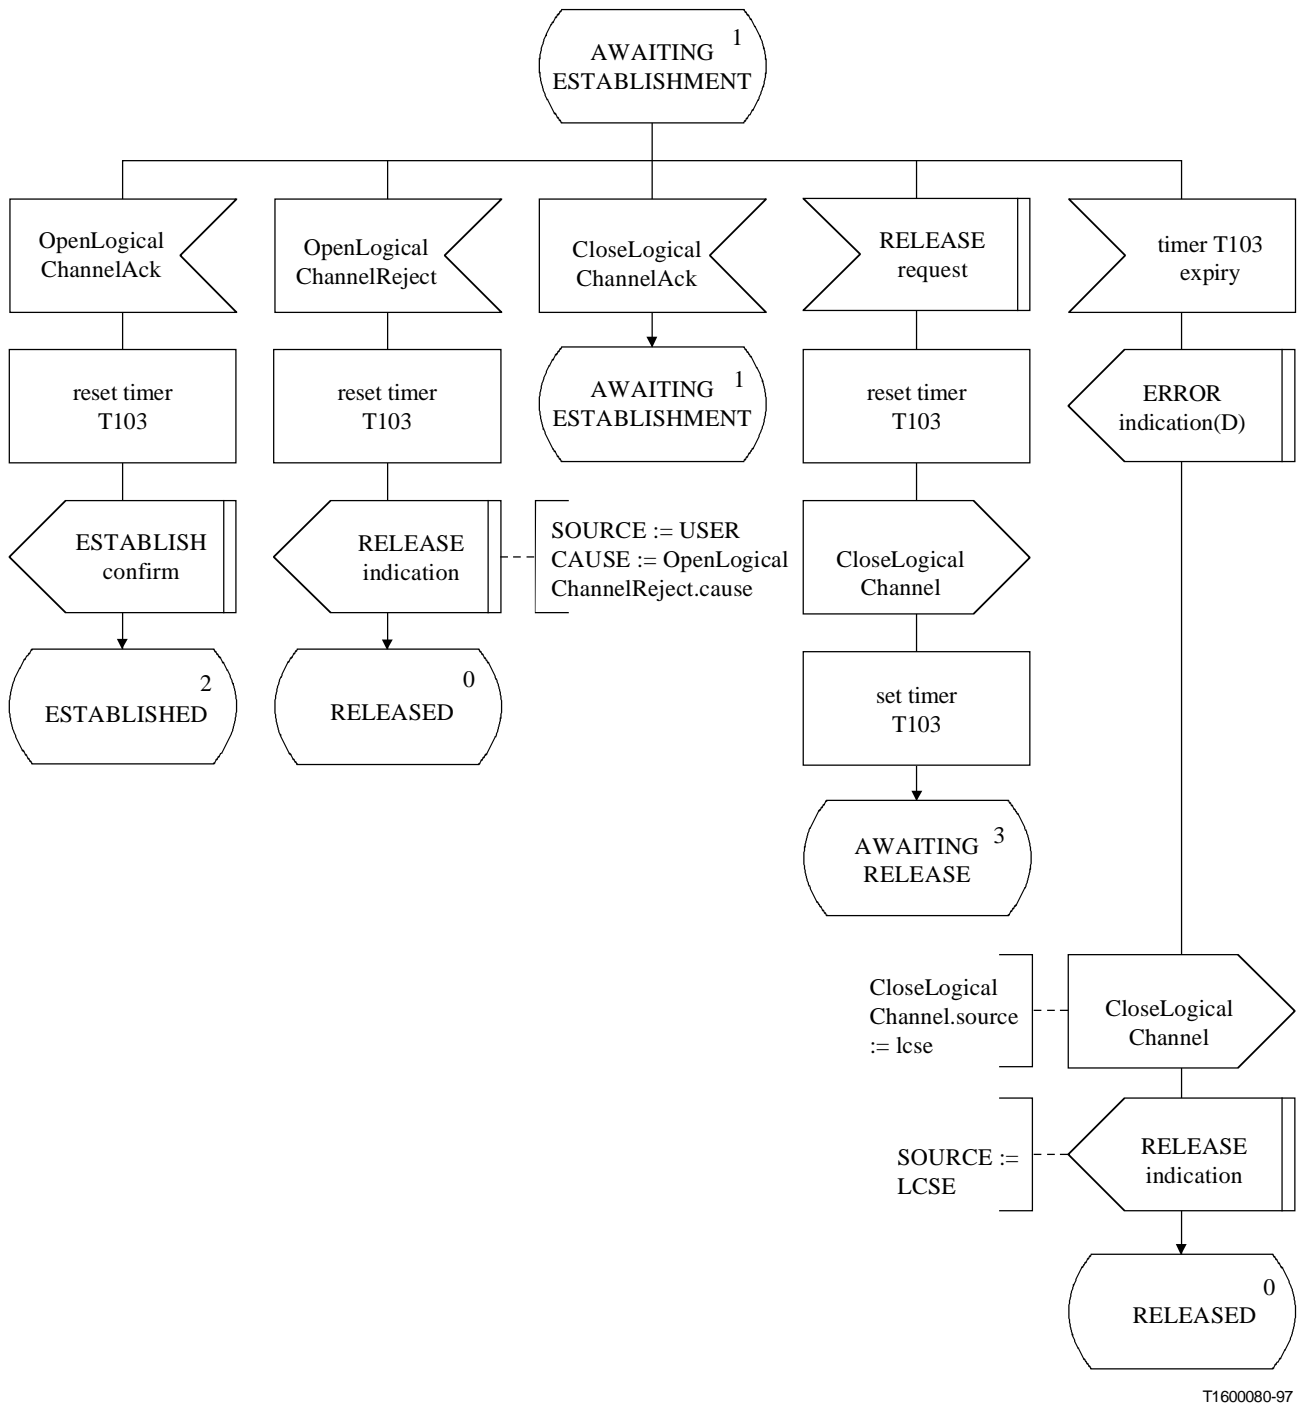 1
AWAITING
ESTABLISHMENT
OpenLogical
ChannelAck
OpenLogical
ChannelReject
CloseLogical
ChannelAck
RELEASE
request
timer T103
expiry
reset timer
T103
reset timer
T103
1
AWAITING
ESTABLISHMENT
reset timer
T103
ERROR
indication(D)
ESTABLISH
confirm
RELEASE
indication
SOURCE := USER
CAUSE := OpenLogical
ChannelReject.cause
CloseLogical
Channel
2
ESTABLISHED
0
RELEASED
set timer
T103
3
AWAITING
RELEASE
CloseLogical
Channel.source
:= lcse
CloseLogical
Channel
SOURCE :=
LCSE
RELEASE
indication
0
RELEASED
T1600080-97